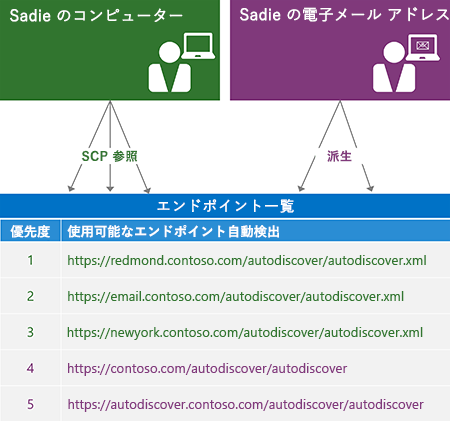 Sadie のコンピューター
Sadie の電子メール アドレス
SCP 参照
派生
エンドポイント一覧
優先度 使用可能なエンドポイント自動検出
1 https://redmond.contoso.com/autodiscover/autodiscover.xml
2 https://email.contoso.com/autodiscover/autodiscover.xml
3 https://newyork.contoso.com/autodiscover/autodiscover.xml
4 https://contoso.com/autodiscover/autodiscover
5 https://autodiscover.contoso.com/autodiscover/autodiscover